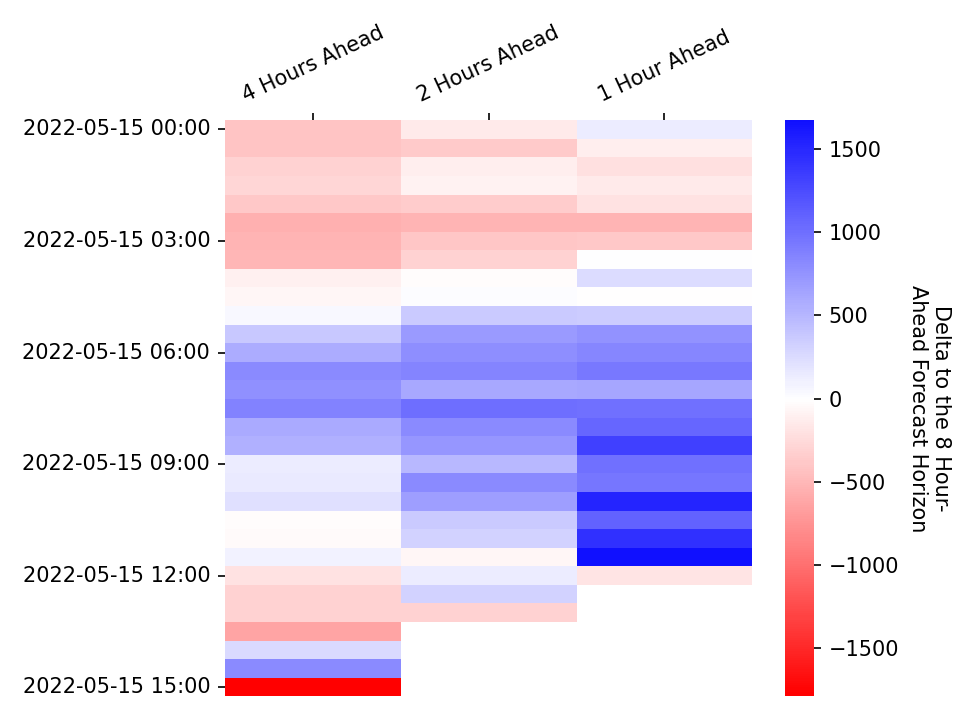 4 Hours Ahead
2 Hours Ahead
1 Hour Ahead
2022-05-15 00:00
2022-05-15 03:00
2022-05-15 06:00
2022-05-15 09:00
2022-05-15 12:00
2022-05-15 15:00
1500
1000
500
0
−500
−1000
−1500
Delta to the 8 Hour-
Ahead Forecast Horizon